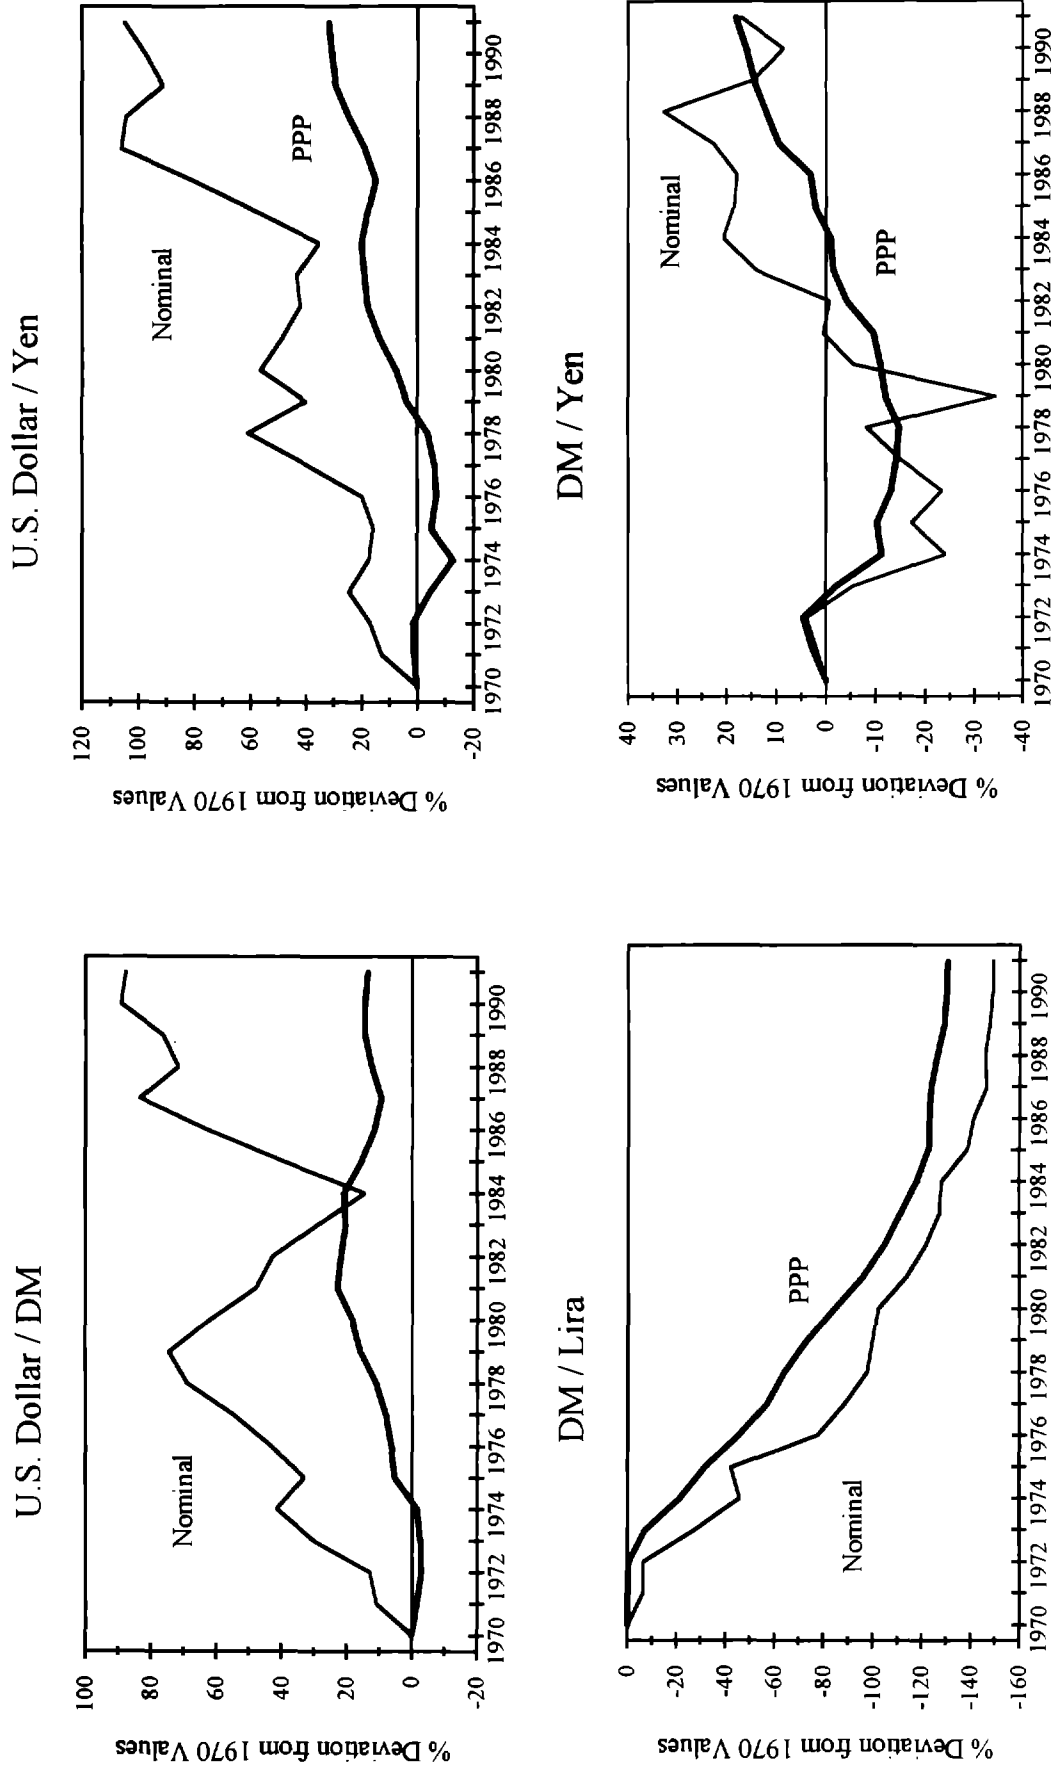 U.S. Dollar / DM
% Deviation from 1970 Values
100
80
60
40
20
0
-20
Nominal
1970 1972 1974 1976 1978 1980 1982 1984 1986 1988 1990
U.S. Dollar / Yen
% Deviation from 1970 Values
120
100
80
60
40
20
0
-20
Nominal
PPP
1970 1972 1974 1976 1978 1980 1982 1984 1986 1988 1990
DM / Lira
% Deviation from 1970 Values
0
-20
-40
-60
-80
-100
-120
-140
-160
PPP
Nominal
1970 1972 1974 1976 1978 1980 1982 1984 1986 1988 1990
DM / Yen
% Deviation from 1970 Values
40
30
20
10
0
-10
-20
-30
-40
Nominal
PPP
1970 1972 1974 1976 1978 1980 1982 1984 1986 1988 1990